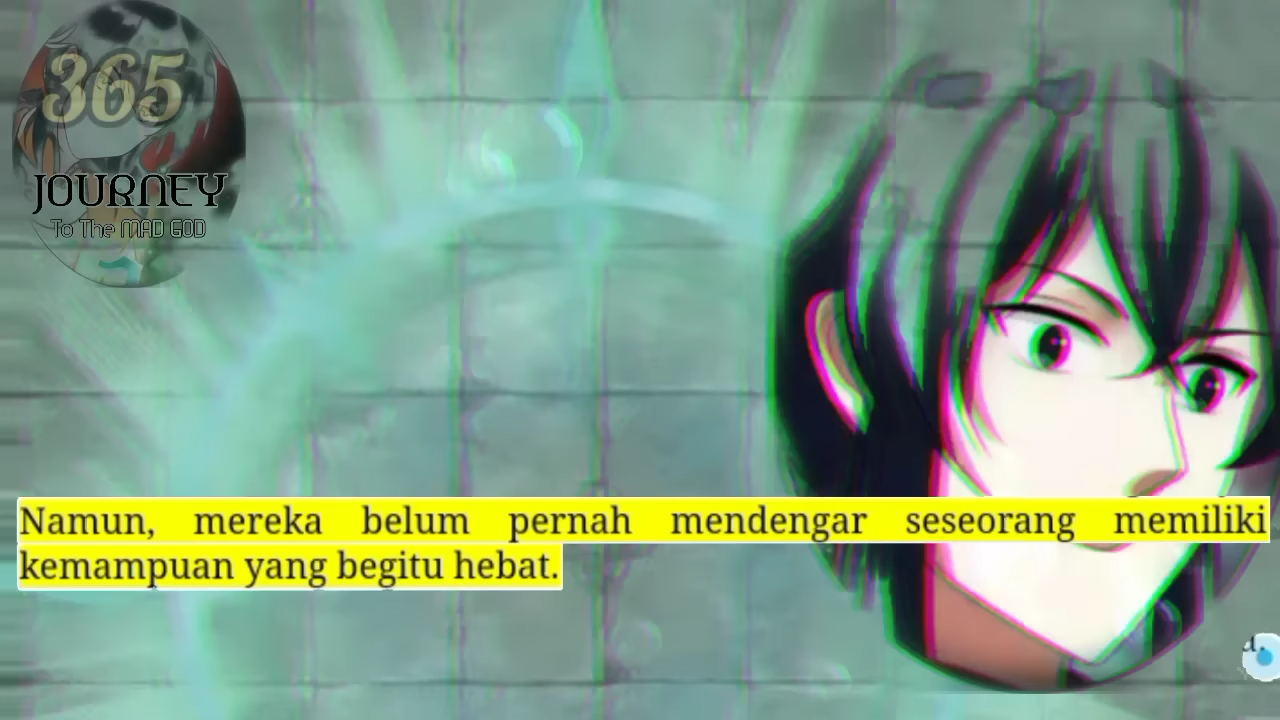 365
JOURNEY
To The MAD GOD
Namun, mereka belum pernah mendengar seseorang memiliki
kemampuan yang begitu hebat.